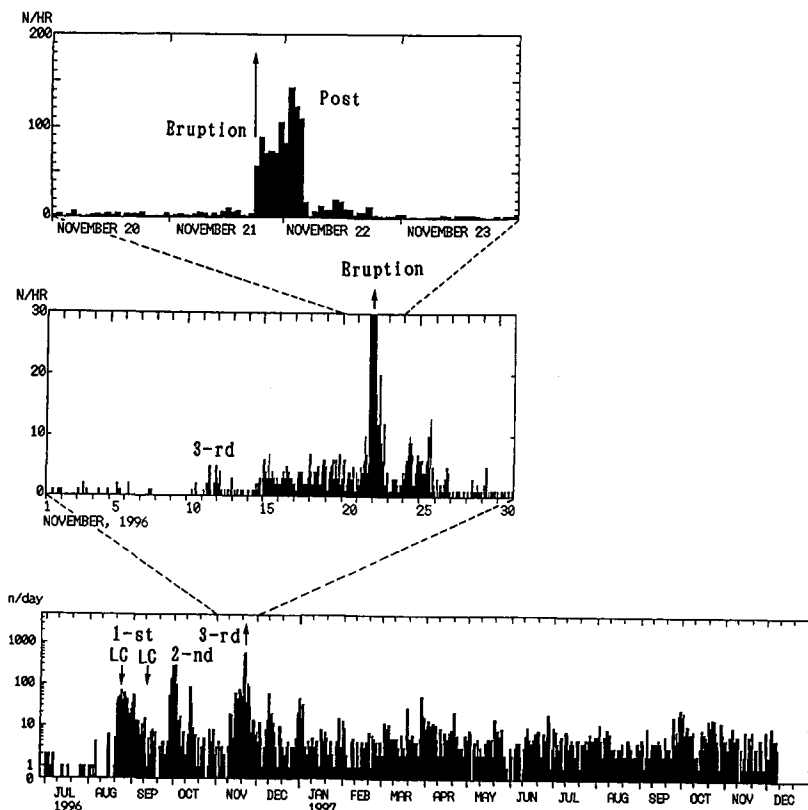 N/HR
200
Eruption
Post
100
0
NOVEMBER 20 NOVEMBER 21 NOVEMBER 22 NOVEMBER 23
Eruption
N/HR
30
20
10
3-rd
0
1 5 10 15 20 25 30
NOVEMBER, 1996
n/day
1000
1-st 3-rd
LC LC 2-nd
100
10
1
0
JUL AUG SEP OCT NOV DEC JAN FEB MAR APR MAY JUN JUL AUG SEP OCT NOV DEC
1996 1997